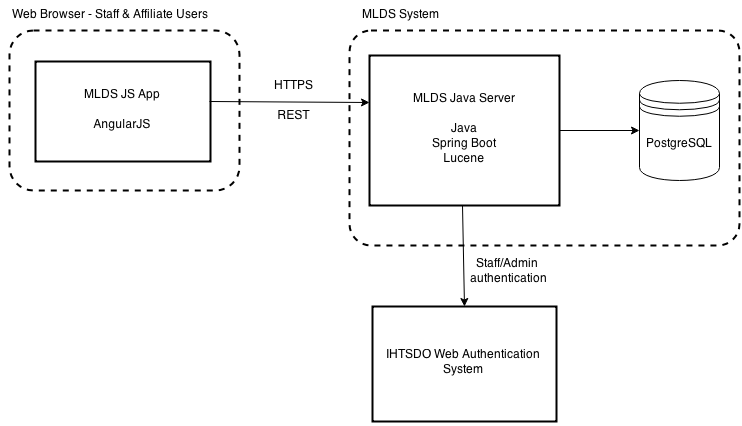 Web Browser - Staff & Affiliate Users
MLDS System
MLDS JS App
AngularJS
HTTPS
REST
MLDS Java Server
Java
Spring Boot
Lucene
PostgreSQL
Staff/Admin
authentication
IHTSDO Web Authentication
System